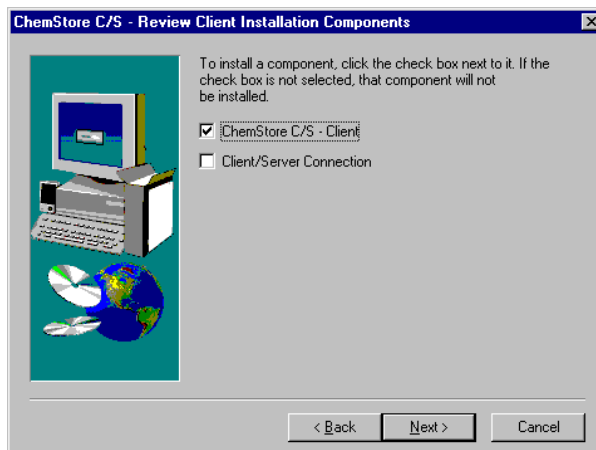 ChemStore C/S - Review Client Installation Components
To install a component, click the check box next to it. If the
check box is not selected, that component will not
be installed.
ChemStore C/S - Client
Client/Server Connection
< Back
Next >
Cancel